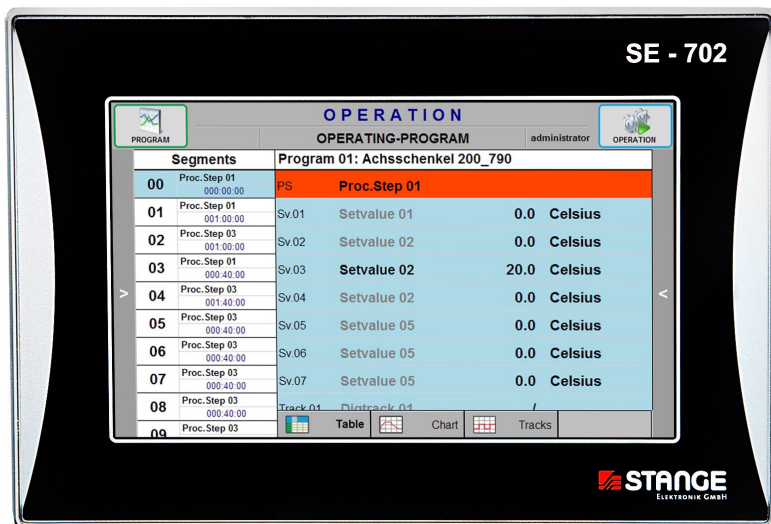 SE - 702
OPERATION
PROGRAM
OPERATING-PROGRAM
administrator
OPERATION
Segments
Program 01: Achsschenkel 200_790
00 Proc.Step 01
000:00:00
PS Proc.Step 01
01 Proc.Step 01
001:00:00
Sv.01 Setvalue 01 0.0 Celsius
02 Proc.Step 03
001:00:00
Sv.02 Setvalue 02 0.0 Celsius
03 Proc.Step 01
000:40:00
Sv.03 Setvalue 02 20.0 Celsius
> 04 Proc.Step 03
001:40:00
Sv.04 Setvalue 02 0.0 Celsius <
05 Proc.Step 03
000:40:00
Sv.05 Setvalue 05 0.0 Celsius
06 Proc.Step 03
000:40:00
Sv.06 Setvalue 05 0.0 Celsius
07 Proc.Step 03
000:40:00
Sv.07 Setvalue 05 0.0 Celsius
08 Proc.Step 03
000:40:00
Track 01 Digtrack 01 /
09 Proc.Step 03
Table Chart Tracks
STANGE
ELEKTRONIK GMBH